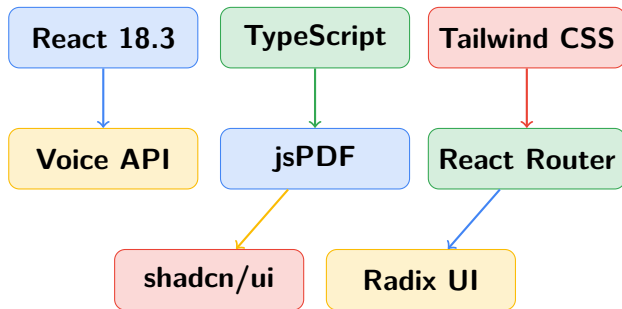 React 18.3
TypeScript
Tailwind CSS
Voice API
jsPDF
React Router
shadcn/ui
Radix UI